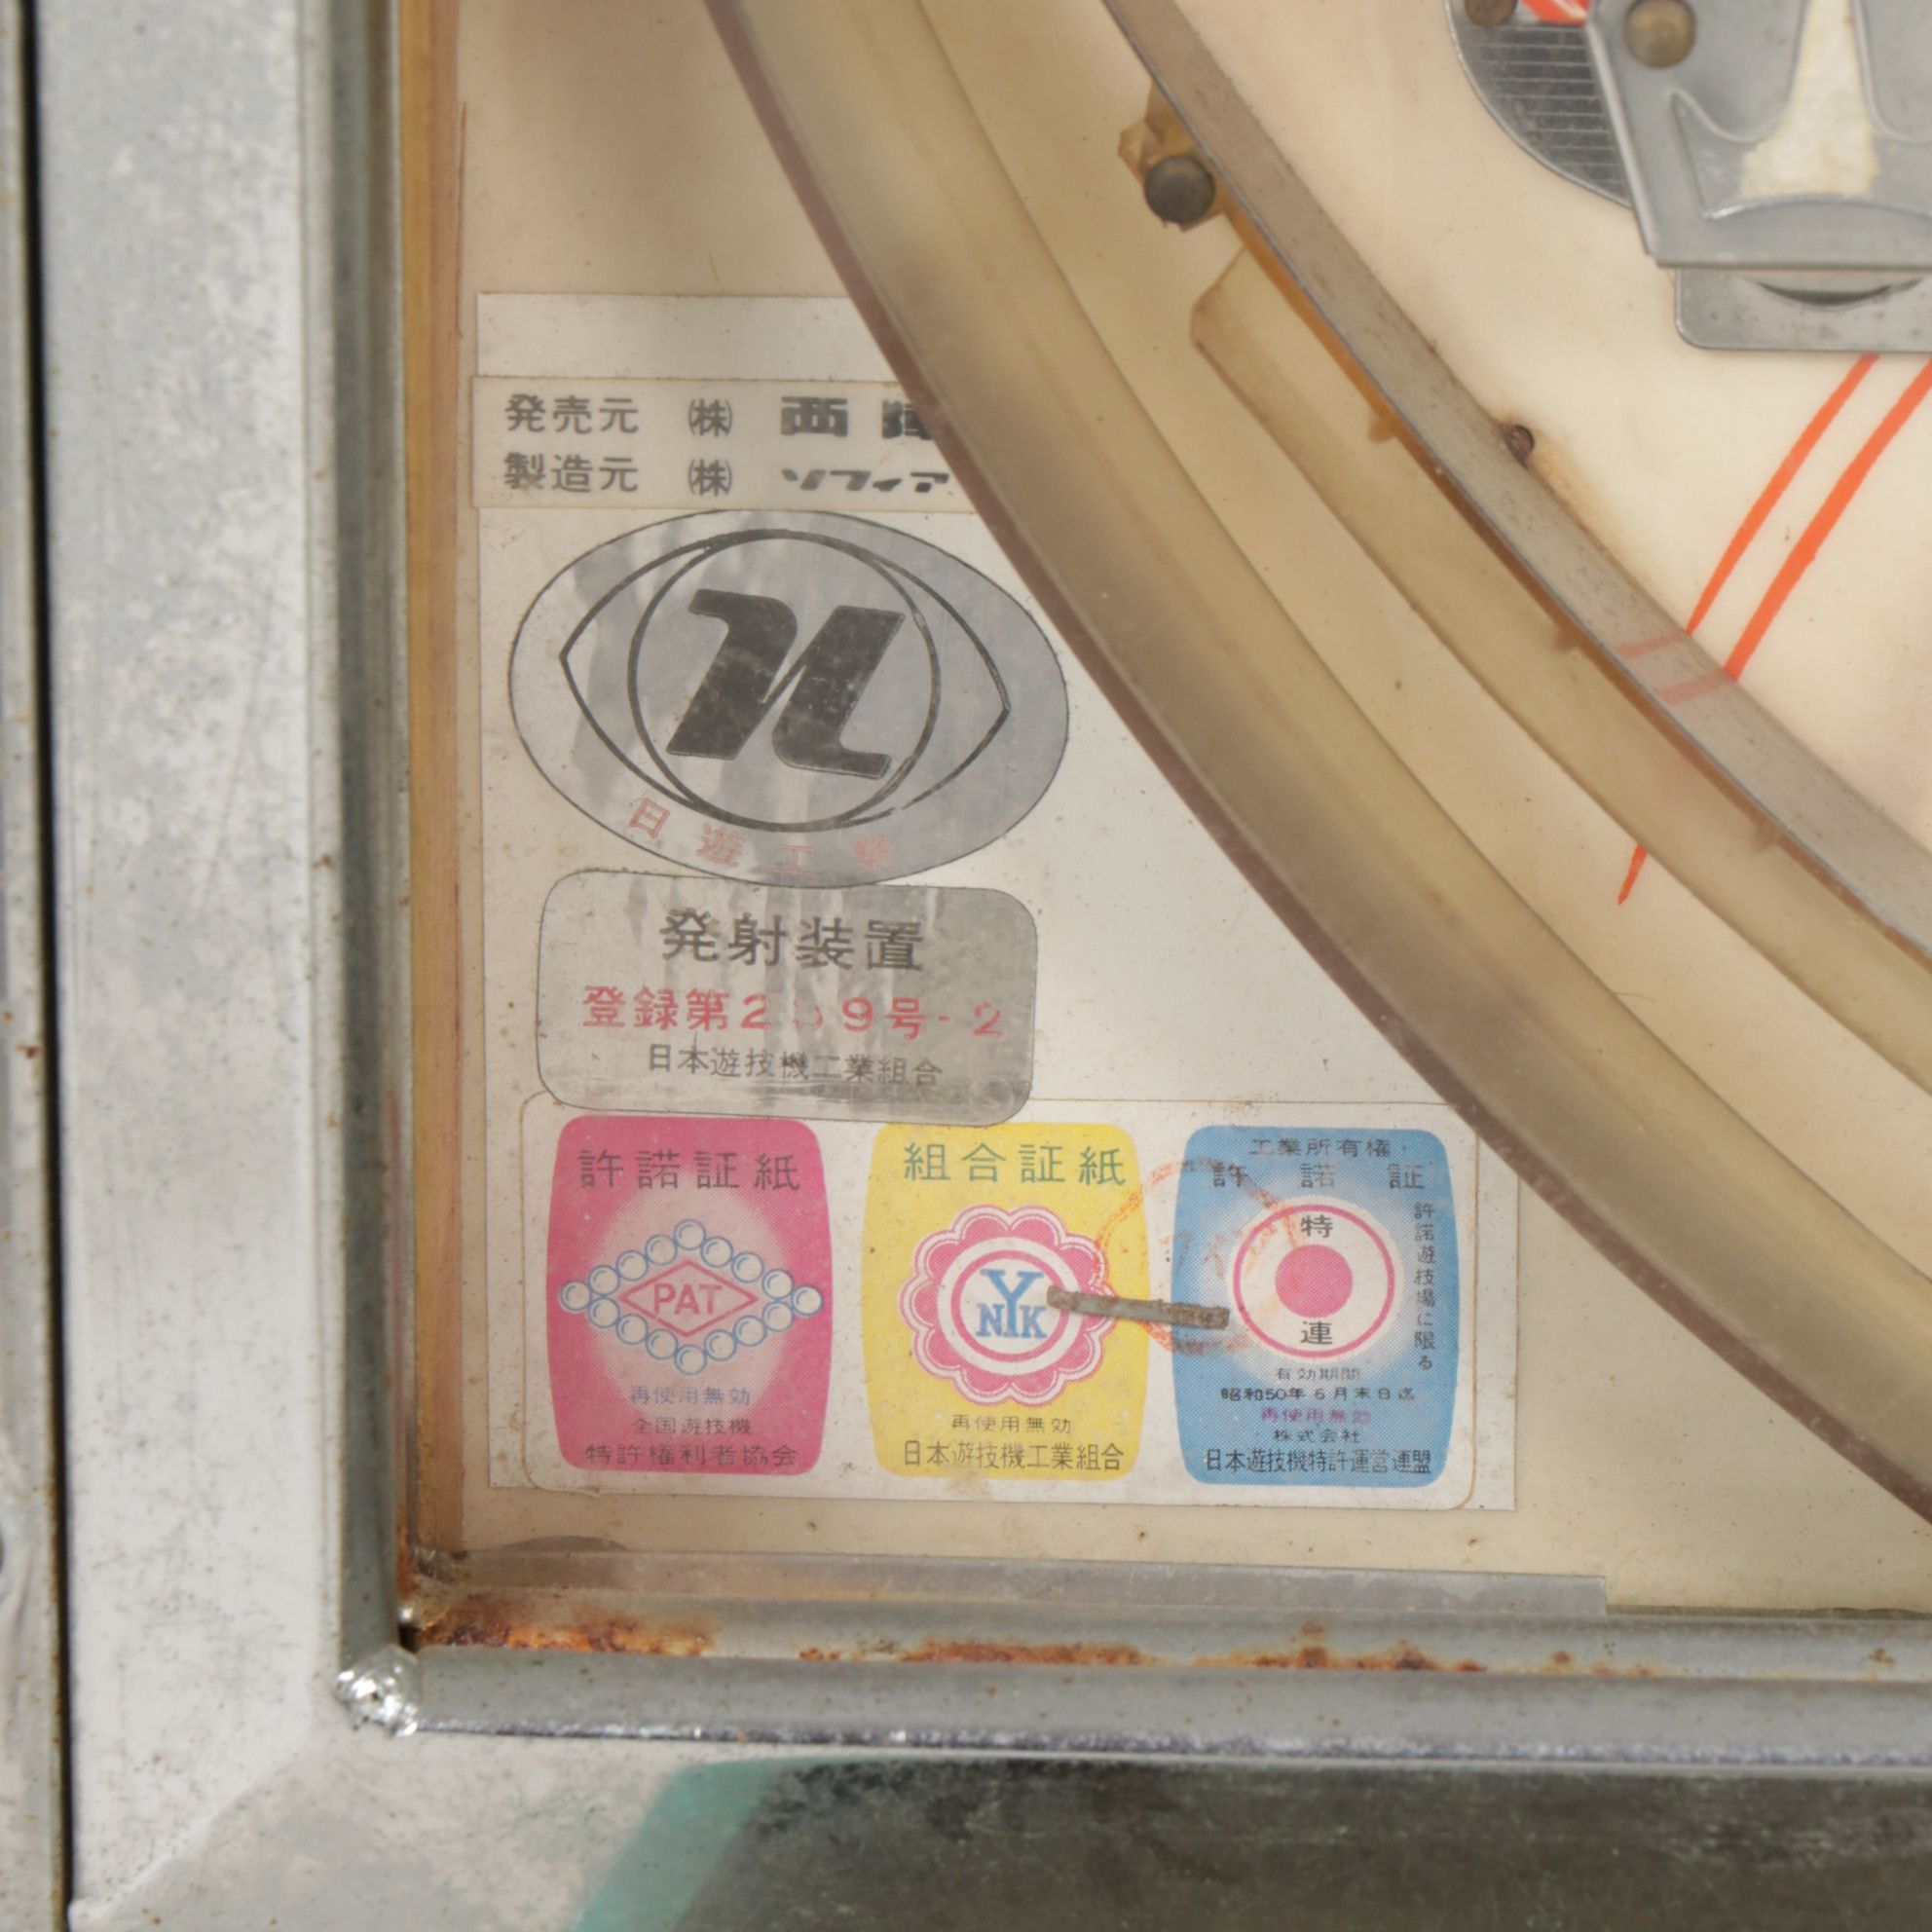 発売元 ㈱ 西
製造元 ㈱ ソフィア
n
日遊工業
発射装置
登録第2 9号-2
日本遊技機工業組合
許諾証紙
PAT
再使用無効
全国遊技機
特許権利者協会
組合証紙
NYK
再使用無効
日本遊技機工業組合
工業所有権
許諾証
特
連
許諾遊技場に限る
有効期間
昭和50年6月末日迄
再使用無効
株式会社
日本遊技機特許運営連盟